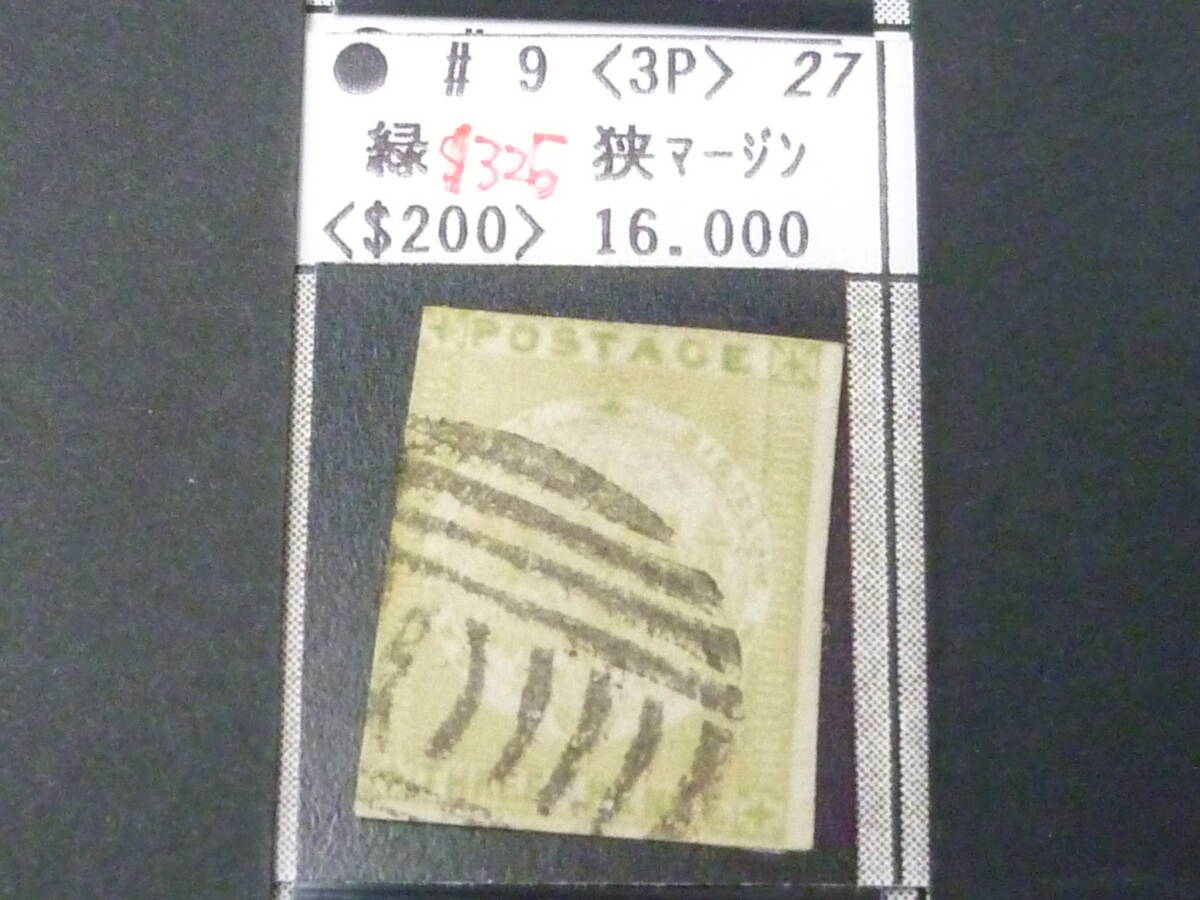 ● # 9 <3P> 27
緑 $325 狭マージン
<$200> 16.000
POSTAGE